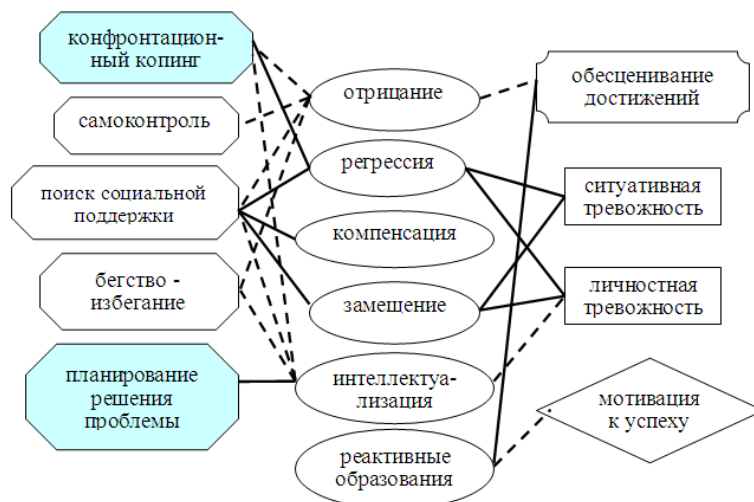 конфронтацион-
ный копинг
самоконтроль
поиск социальной
поддержки
бегство -
избегание
планирование
решения
проблемы
отрицание
регрессия
компенсация
замещение
интеллектуа-
лизация
реактивные
образования
обесценивание
достижений
ситуативная
тревожность
личностная
тревожность
мотивация
к успеху